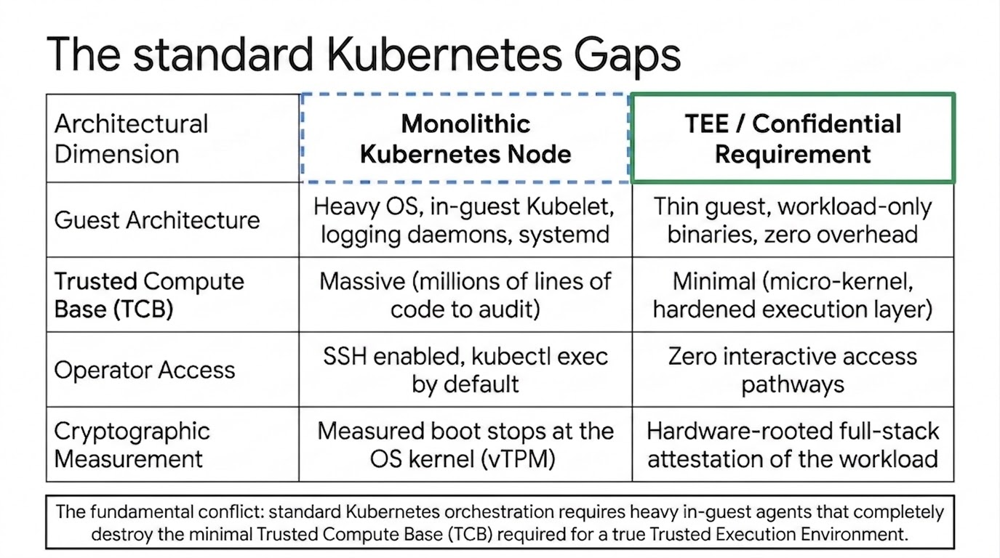 The standard Kubernetes Gaps
Architectural
Dimension
Monolithic
Kubernetes Node
TEE / Confidential
Requirement
Guest Architecture
Heavy OS, in-guest Kubelet,
logging daemons, systemd
Thin guest, workload-only
binaries, zero overhead
Trusted Compute
Base (TCB)
Massive (millions of lines of
code to audit)
Minimal (micro-kernel,
hardened execution layer)
Operator Access
SSH enabled, kubectl exec
by default
Zero interactive access
pathways
Cryptographic
Measurement
Measured boot stops at the
OS kernel (vTPM)
Hardware-rooted full-stack
attestation of the workload
The fundamental conflict: standard Kubernetes orchestration requires heavy in-guest agents that completely
destroy the minimal Trusted Compute Base (TCB) required for a true Trusted Execution Environment.